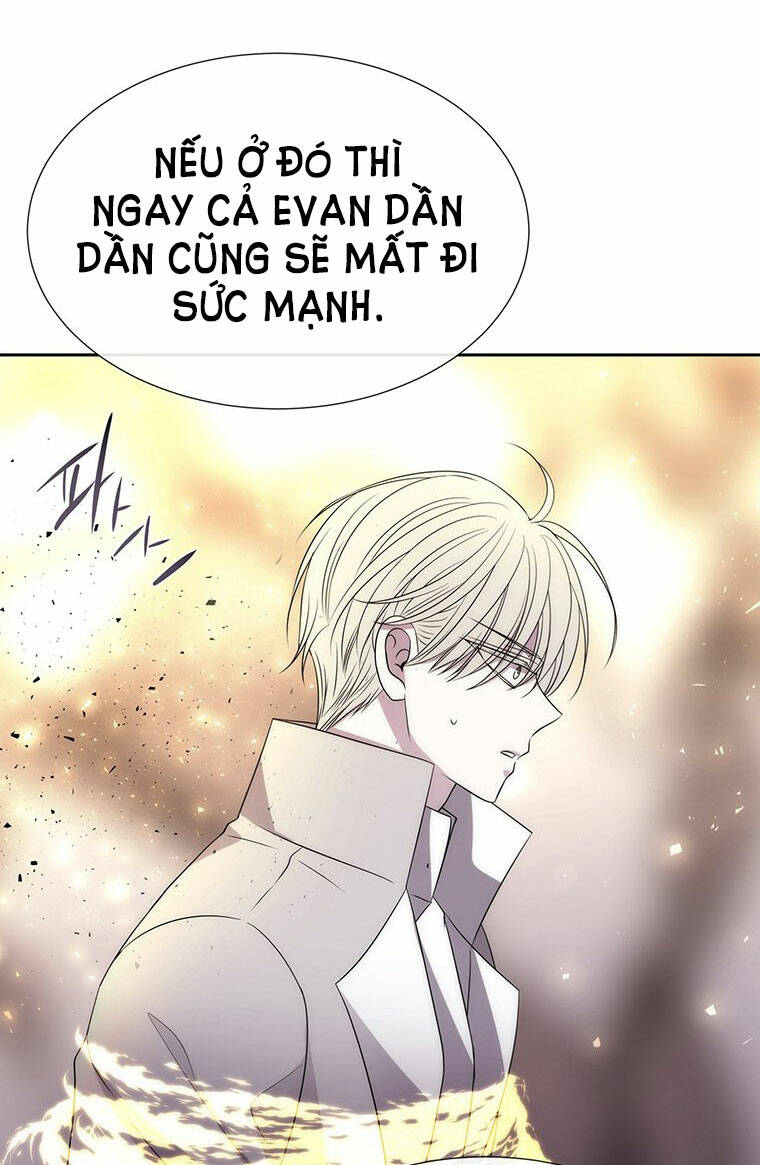 NẾU Ở ĐÓ THÌ
NGAY CẢ EVAN DẦN
DẦN CŨNG SẼ MẤT ĐI
SỨC MẠNH.
파스스